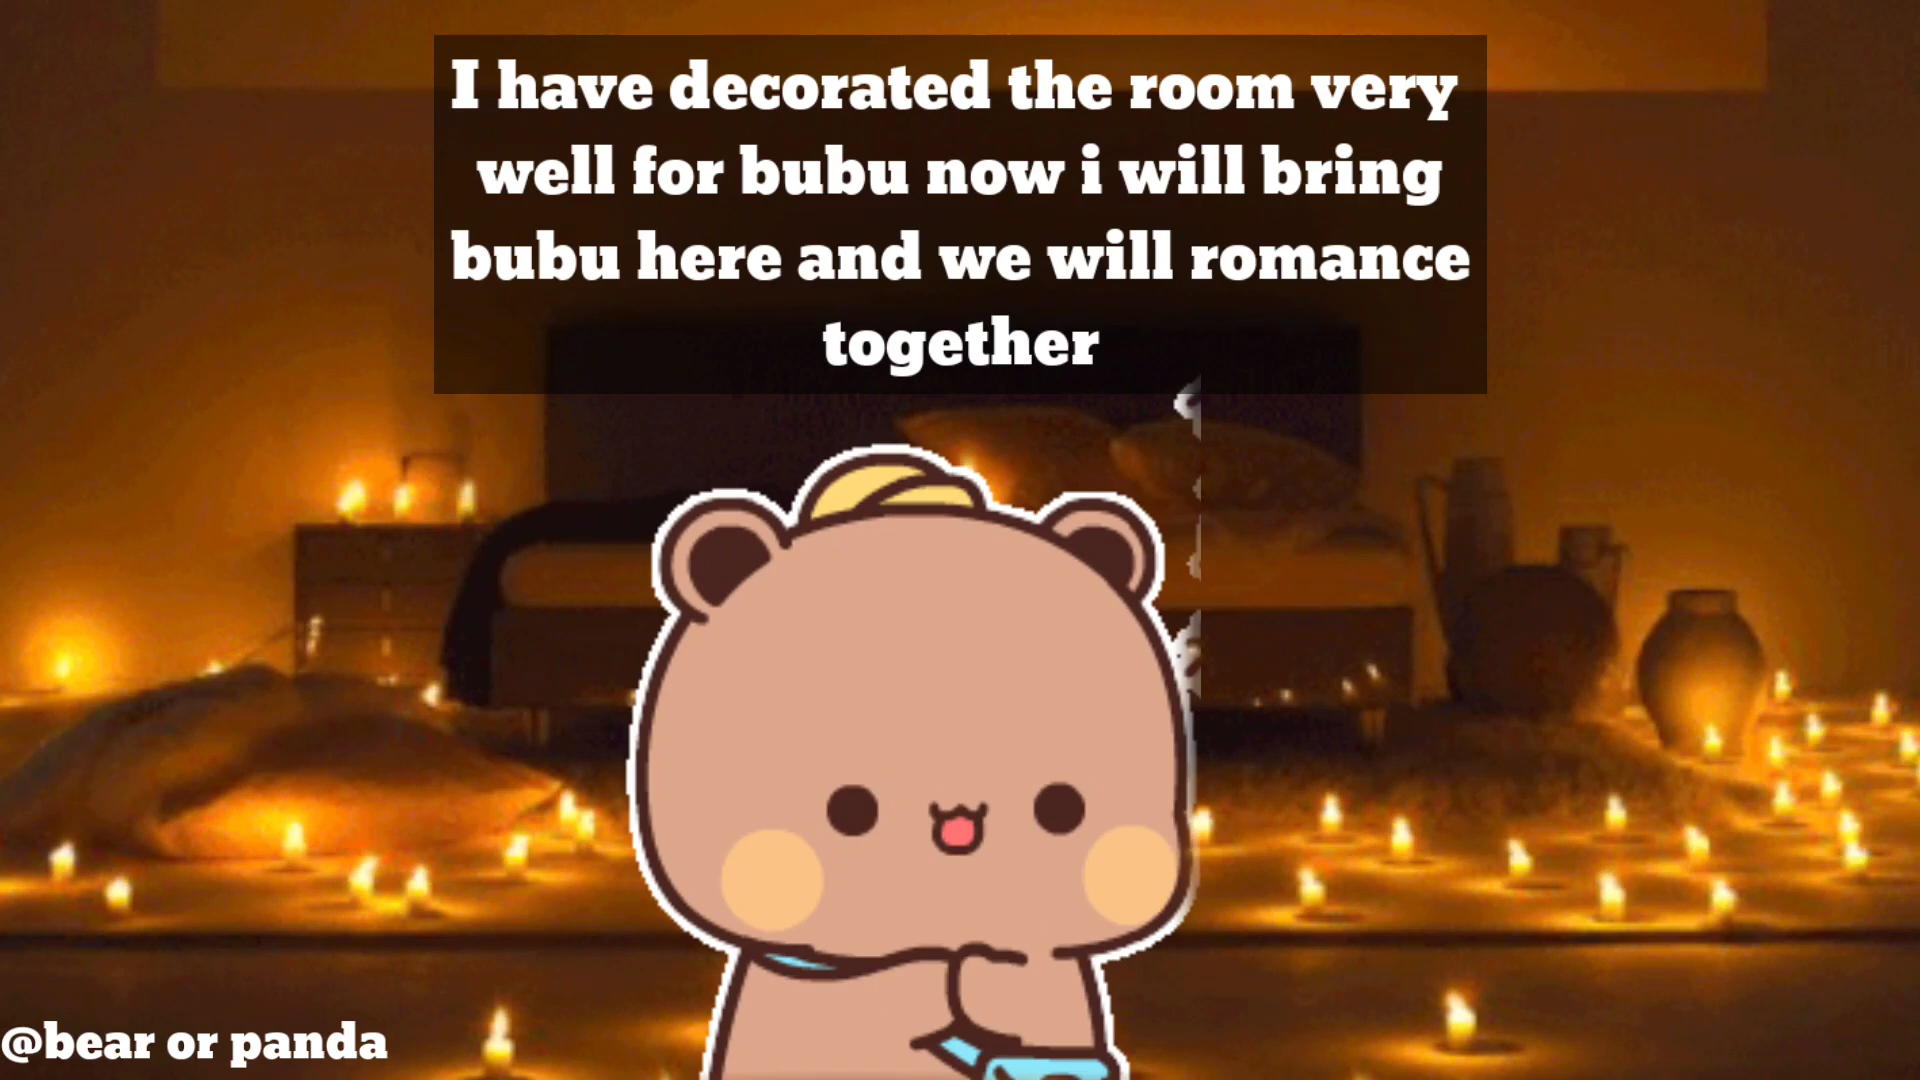 I have decorated the room very
well for bubu now i will bring
bubu here and we will romance
together
@bear or panda